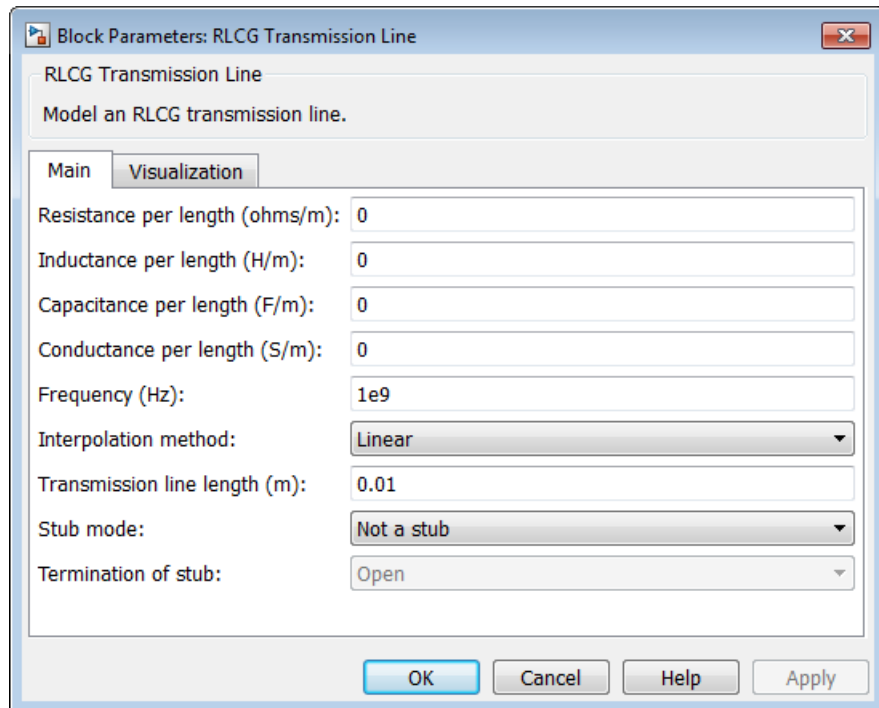 Block Parameters: RLCG Transmission Line
RLCG Transmission Line
Model an RLCG transmission line.
Main Visualization
Resistance per length (ohms/m): 0
Inductance per length (H/m): 0
Capacitance per length (F/m): 0
Conductance per length (S/m): 0
Frequency (Hz): 1e9
Interpolation method: Linear
Transmission line length (m): 0.01
Stub mode: Not a stub
Termination of stub: Open
OK Cancel Help Apply